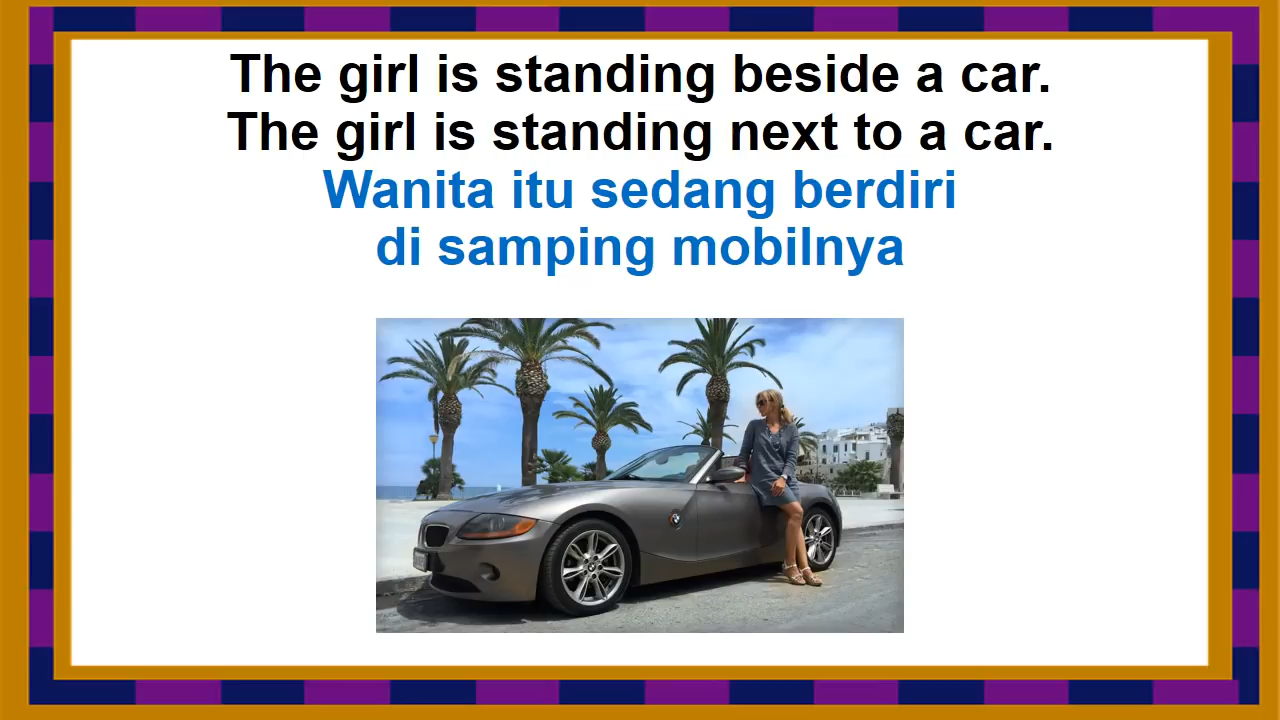 The girl is standing beside a car.
The girl is standing next to a car.
Wanita itu sedang berdiri
di samping mobilnya